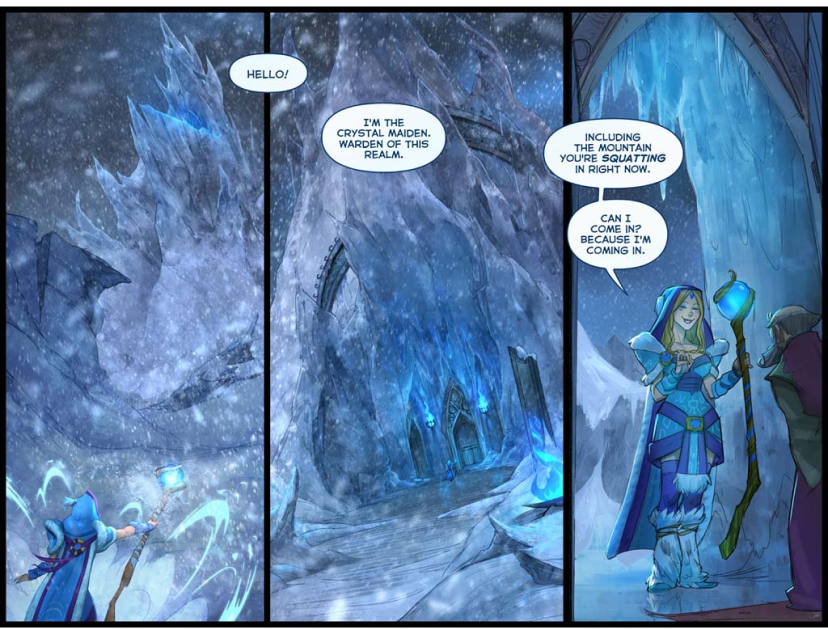 HELLO!
I'M THE
CRYSTAL MAIDEN.
WARDEN OF THIS
REALM.
INCLUDING
THE MOUNTAIN
YOU'RE SQUATTING
IN RIGHT NOW.
CAN I
COME IN?
BECAUSE I'M
COMING IN.